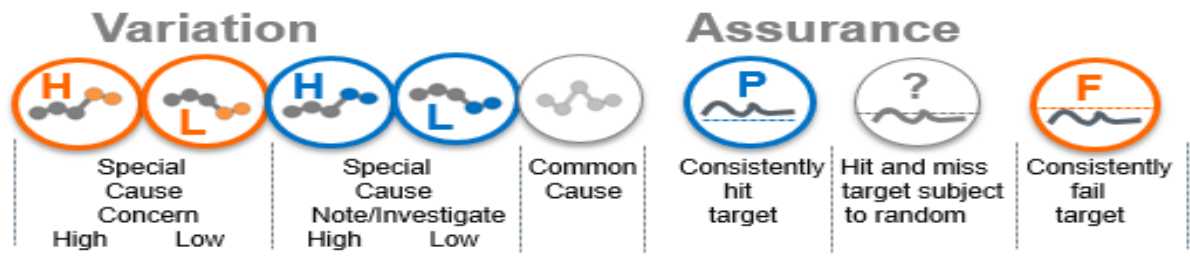 Variation
Assurance
H
L
H
L
P
?
F
Special
Cause
Concern
High Low
Special
Cause
Note/Investigate
High Low
Common
Cause
Consistently
hit
target
Hit and miss
target subject
to random
Consistently
fail
target